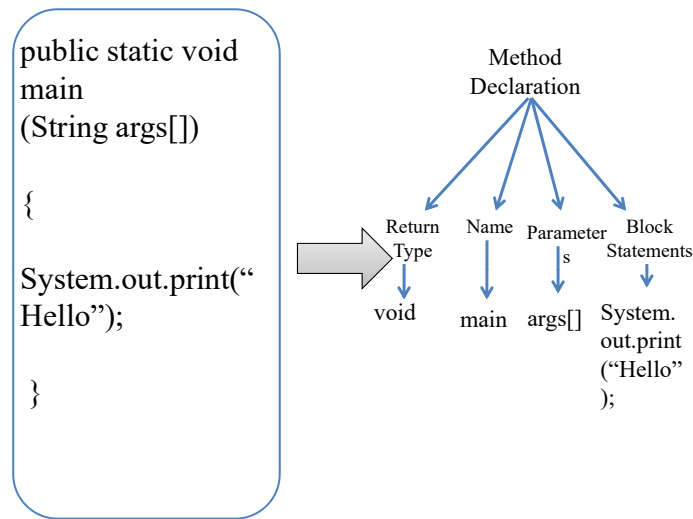 public static void
main
(String args[])
{
System.out.print(“
Hello”);
}
Method
Declaration
Return
Type
Name
Parameter
s
Block
Statements
void
main
args[]
System.
out.print
(“Hello”
);